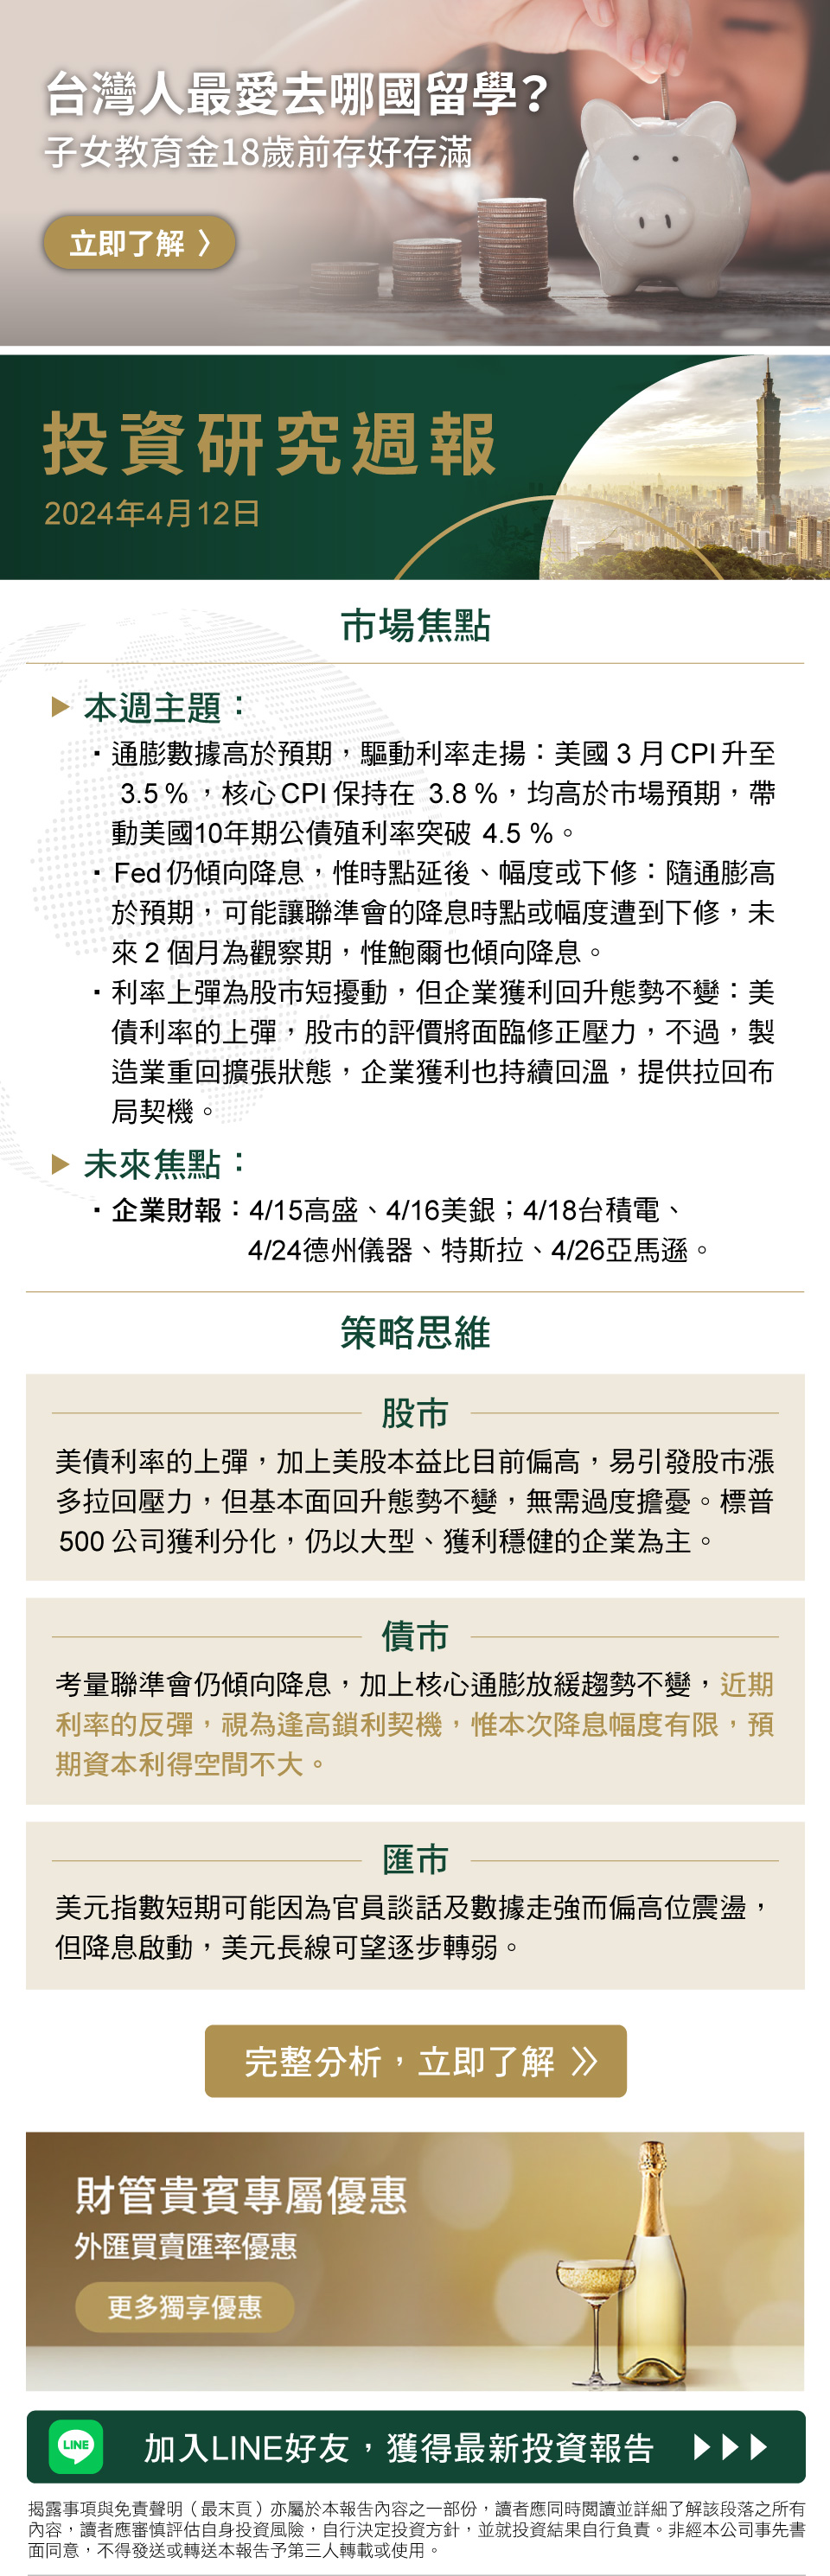 台灣人最愛去哪國留學？
子女教育金18歲前存好存滿
立即了解 〉
投資研究週報
2024年4月12日
市場焦點
▶ 本週主題：
・通膨數據高於預期，驅動利率走揚：美國 3 月 CPI 升至
3.5 %，核心 CPI 保持在 3.8 %，均高於市場預期，帶
動美國10年期公債殖利率突破 4.5 %。
・Fed 仍傾向降息，惟時點延後、幅度或下修：隨通膨高
於預期，可能讓聯準會的降息時點或幅度遭到下修，未
來 2 個月為觀察期，惟鮑爾也傾向降息。
・利率上彈為股市短擾動，但企業獲利回升態勢不變：美
債利率的上彈，股市的評價將面臨修正壓力，不過，製
造業重回擴張狀態，企業獲利也持續回溫，提供拉回布
局契機。
▶ 未來焦點：
・企業財報：4/15高盛、4/16美銀；4/18台積電、
4/24德州儀器、特斯拉、4/26亞馬遜。
策略思維
股市
美債利率的上彈，加上美股本益比目前偏高，易引發股市漲
多拉回壓力，但基本面回升態勢不變，無需過度擔憂。標普
500 公司獲利分化，仍以大型、獲利穩健的企業為主。
債市
考量聯準會仍傾向降息，加上核心通膨放緩趨勢不變，近期
利率的反彈，視為逢高鎖利契機，惟本次降息幅度有限，預
期資本利得空間不大。
匯市
美元指數短期可能因為官員談話及數據走強而偏高位震盪，
但降息啟動，美元長線可望逐步轉弱。
完整分析，立即了解 》
財管貴賓專屬優惠
外匯買賣匯率優惠
更多獨享優惠
LINE 加入LINE好友，獲得最新投資報告 ▶▶▶
揭露事項與免責聲明（最末頁）亦屬於本報告內容之一部份，讀者應同時閱讀並詳細了解該段落之所有
內容，讀者應審慎評估自身投資風險，自行決定投資方針，並就投資結果自行負責。非經本公司事先書
面同意，不得發送或轉送本報告予第三人轉載或使用。